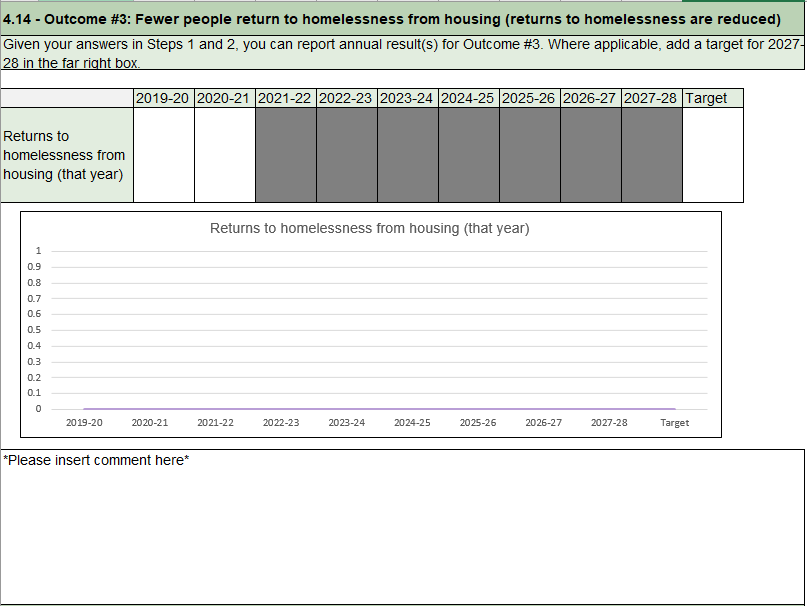 4.14 - Outcome #3: Fewer people return to homelessness from housing (returns to homelessness are reduced)
Given your answers in Steps 1 and 2, you can report annual result(s) for Outcome #3. Where applicable, add a target for 2027-
28 in the far right box.
2019-20 2020-21 2021-22 2022-23 2023-24 2024-25 2025-26 2026-27 2027-28 Target
Returns to
homelessness from
housing (that year)
Returns to homelessness from housing (that year)
1
0.9
0.8
0.7
0.6
0.5
0.4
0.3
0.2
0.1
0
2019-20 2020-21 2021-22 2022-23 2023-24 2024-25 2025-26 2026-27 2027-28 Target
*Please insert comment here*